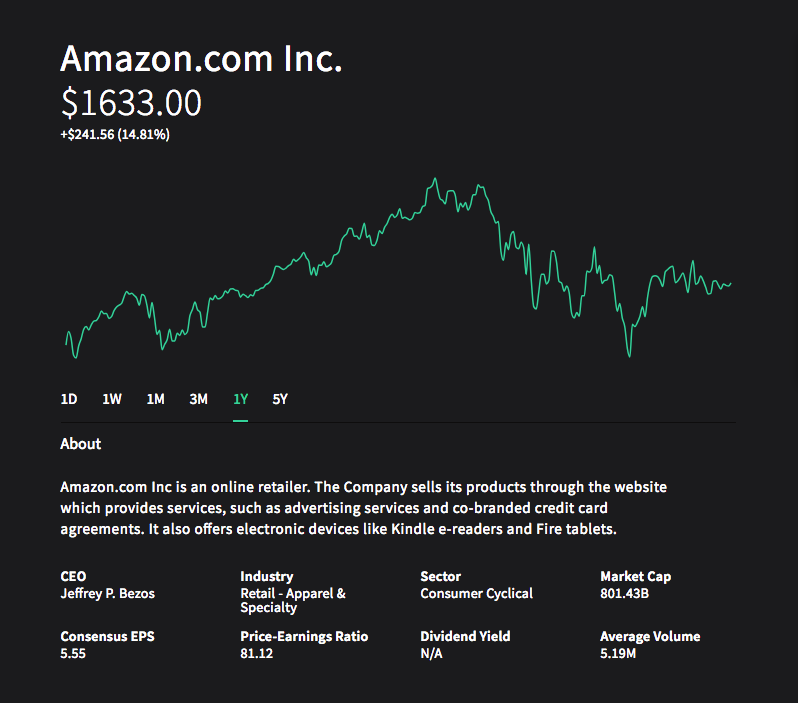 Amazon.com Inc.
$1633.00
+$241.56 (14.81%)
1D 1W 1M 3M 1Y 5Y
About
Amazon.com Inc is an online retailer. The Company sells its products through the website
which provides services, such as advertising services and co-branded credit card
agreements. It also offers electronic devices like Kindle e-readers and Fire tablets.
CEO
Jeffrey P. Bezos
Industry
Retail - Apparel &
Specialty
Sector
Consumer Cyclical
Market Cap
801.43B
Consensus EPS
5.55
Price-Earnings Ratio
81.12
Dividend Yield
N/A
Average Volume
5.19M